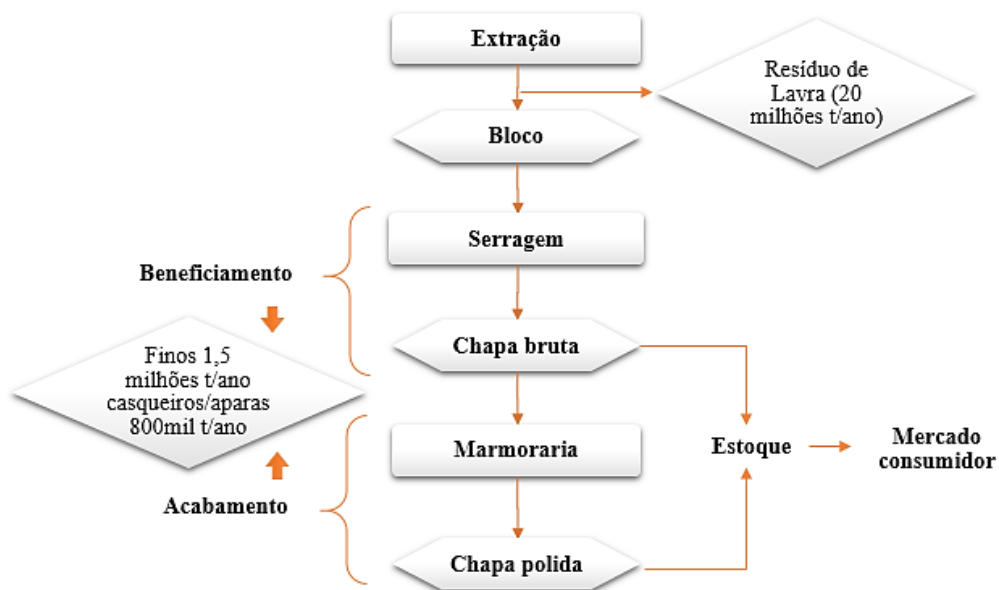 Extração
Resíduo de
Lavra (20
milhões t/ano)
Bloco
Serragem
Beneficiamento
Chapa bruta
Finos 1,5
milhões t/ano
casqueiros/aparas
800mil t/ano
Marmoraria
Estoque
Mercado
consumidor
Acabamento
Chapa polida